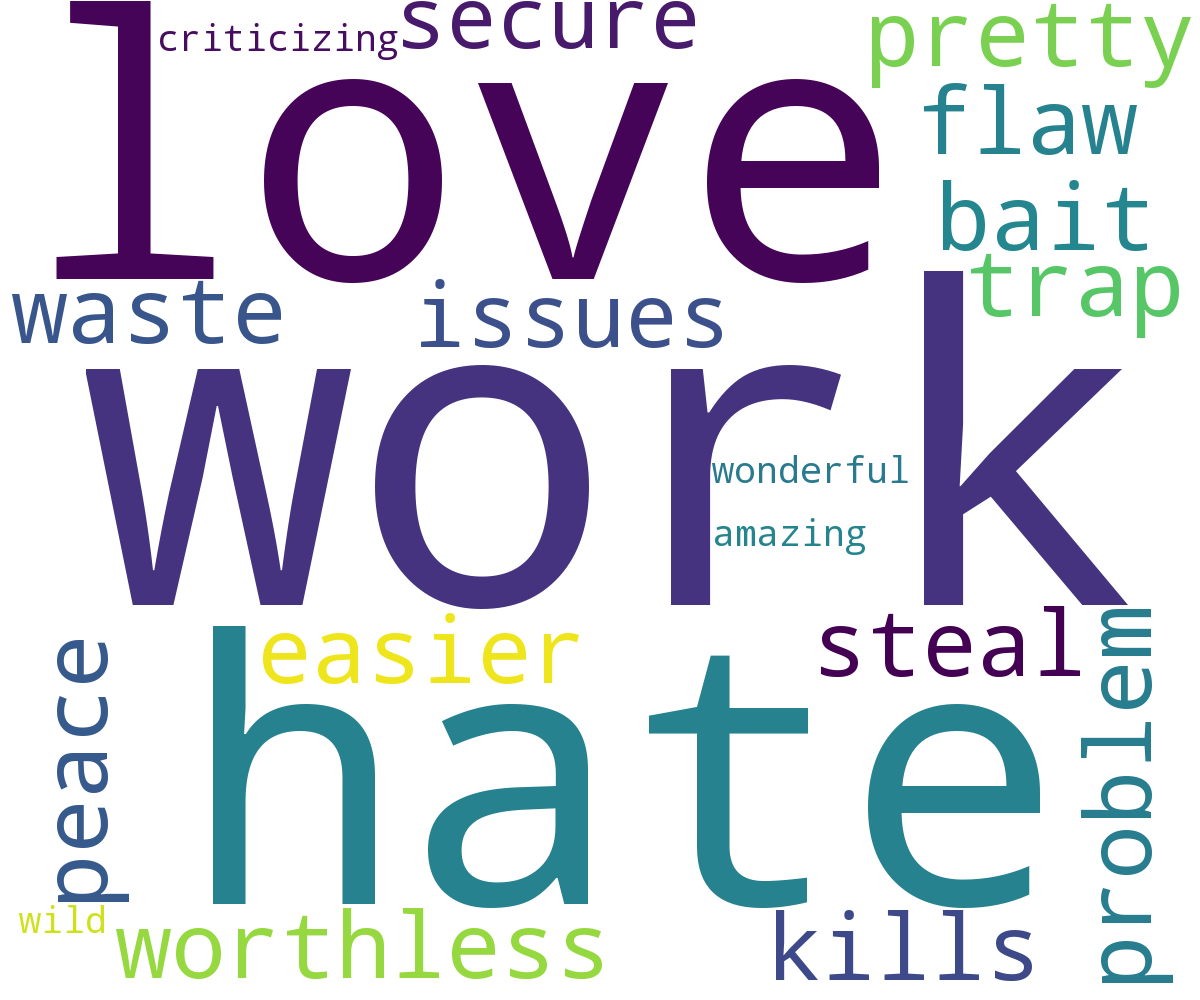 criticizing
secure
pretty
love
flaw
bait
trap
waste
issues
work
wonderful
amazing
easier
steal
peace
hate
problem
wild
worthless
kills